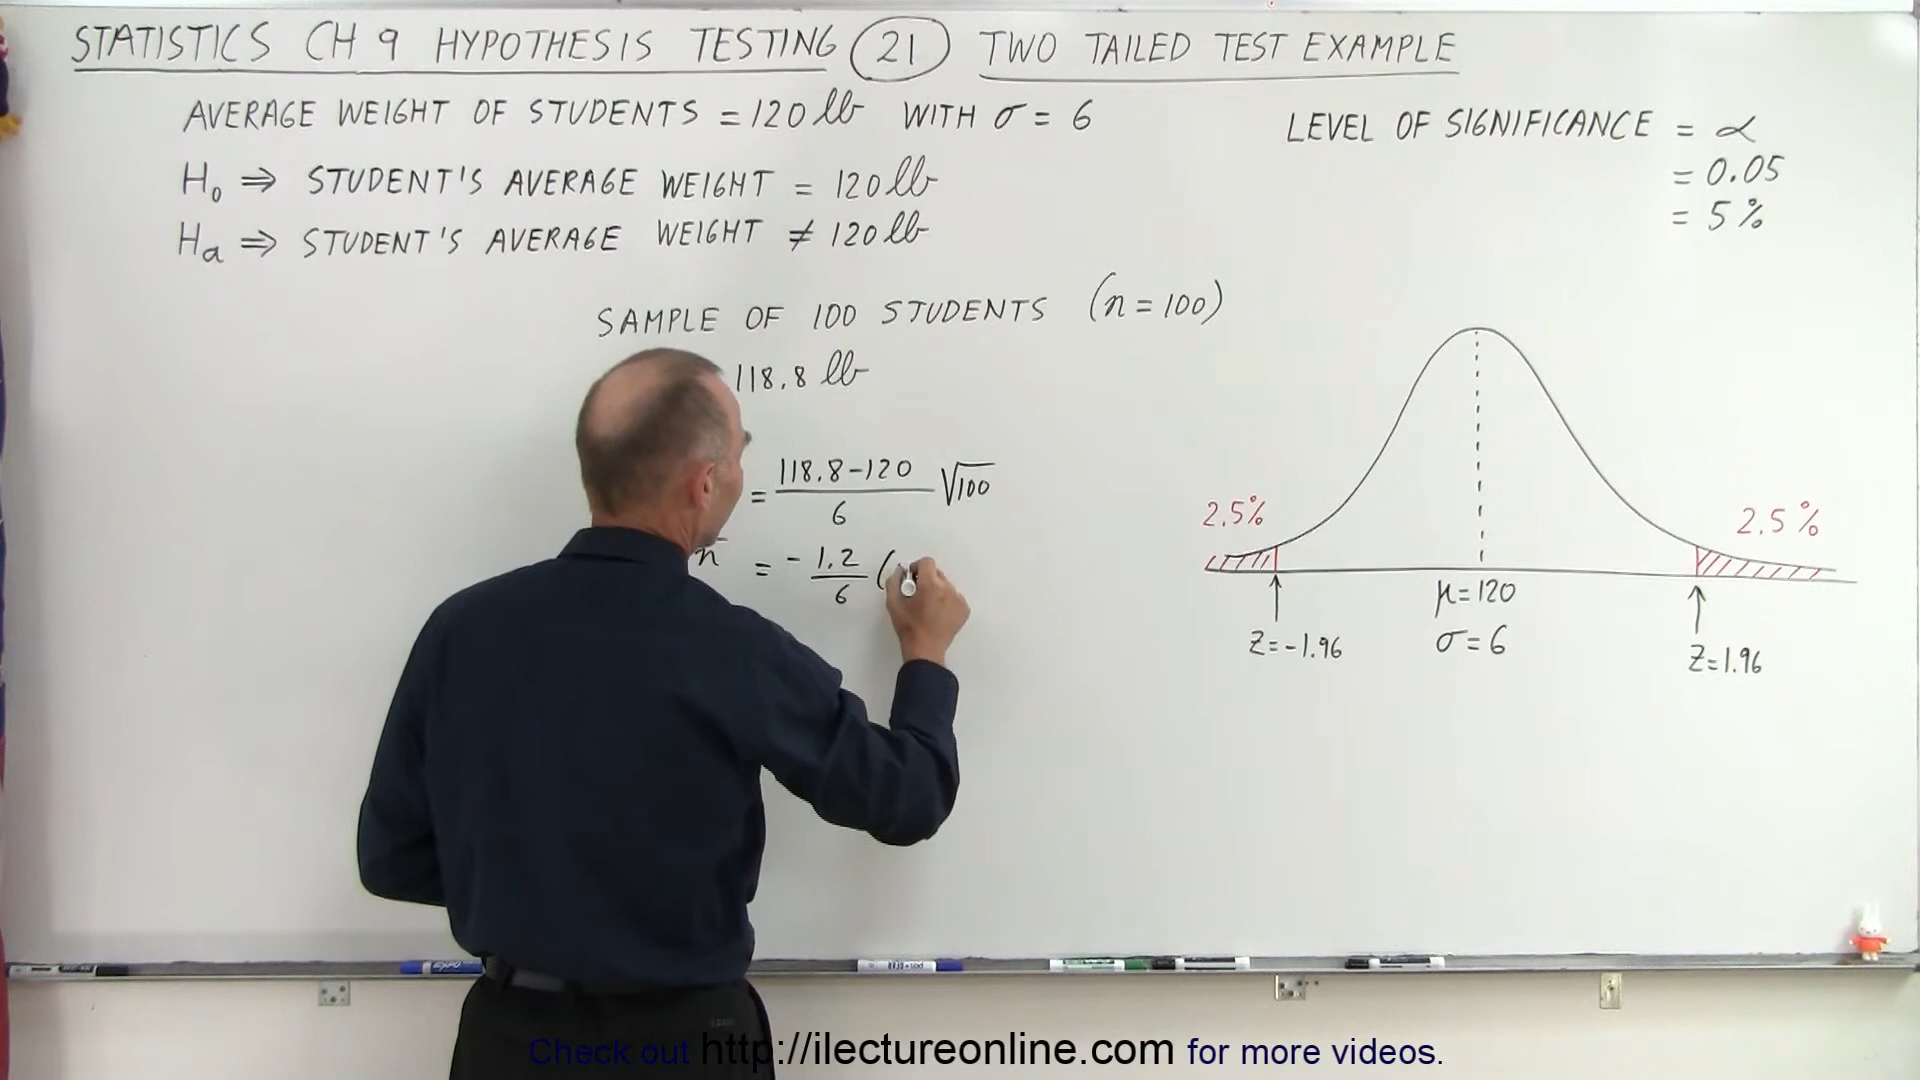 STATISTICS CH 9 HYPOTHESIS TESTING 21 TWO TAILED TEST EXAMPLE
AVERAGE WEIGHT OF STUDENTS = 120 lb WITH σ = 6
H₀ ⇒ STUDENT'S AVERAGE WEIGHT = 120 lb
Hₐ ⇒ STUDENT'S AVERAGE WEIGHT ≠ 120 lb
LEVEL OF SIGNIFICANCE = α
= 0.05
= 5%
SAMPLE OF 100 STUDENTS (n = 100)
118.8 lb
= 118.8-120 / 6 √100
n = - 1.2 / 6 (
2.5% 2.5%
μ=120
σ=6
Z=-1.96 Z=1.96
Check out http://ilectureonline.com for more videos.